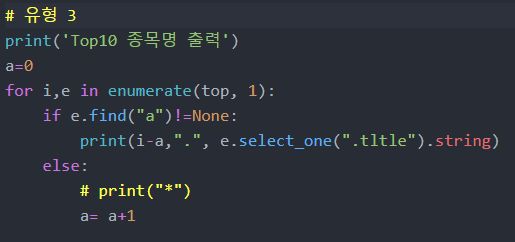 # 유형 3
print('Top10 종목명 출력')
a=0
for i,e in enumerate(top, 1):
    if e.find("a")!=None:
        print(i-a,".", e.select_one(".tltle").string)
    else:
        # print("*")
        a= a+1